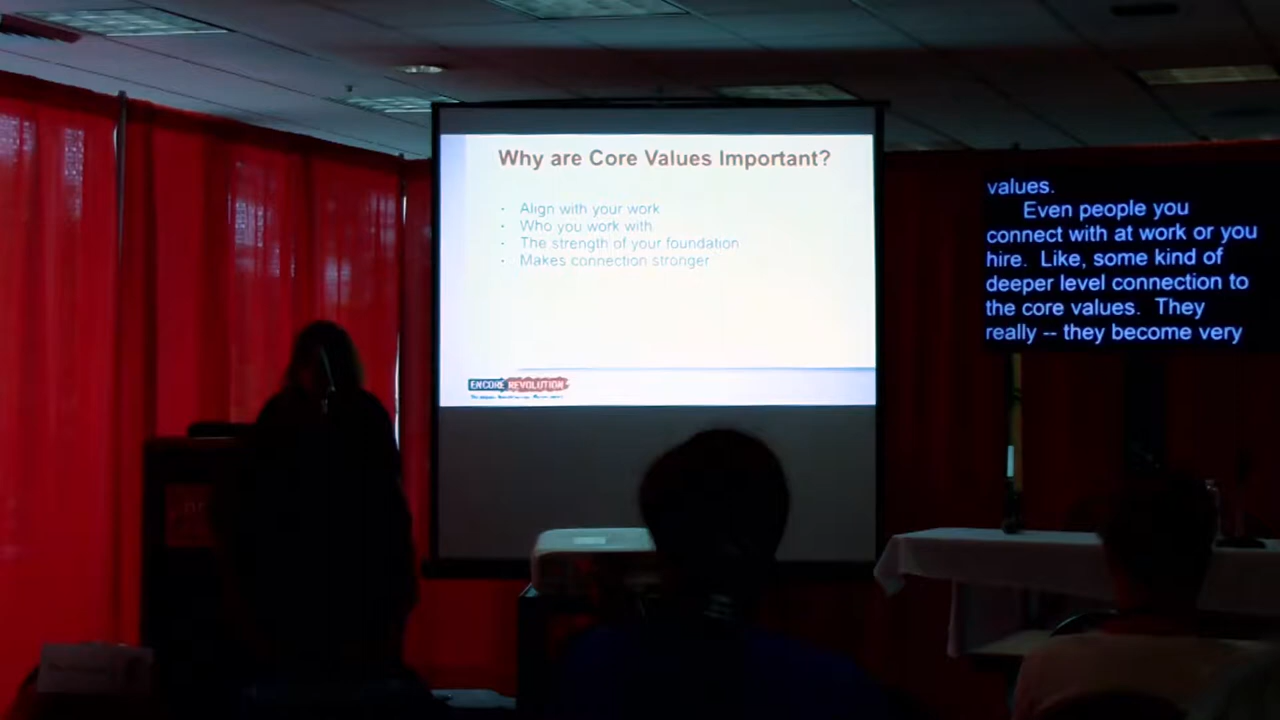 Why are Core Values Important?
· Align with your work
· Who you work with
· The strength of your foundation
· Makes connection stronger
ENCORE REVOLUTION
values.
Even people you
connect with at work or you
hire. Like, some kind of
deeper level connection to
the core values. They
really -- they become very